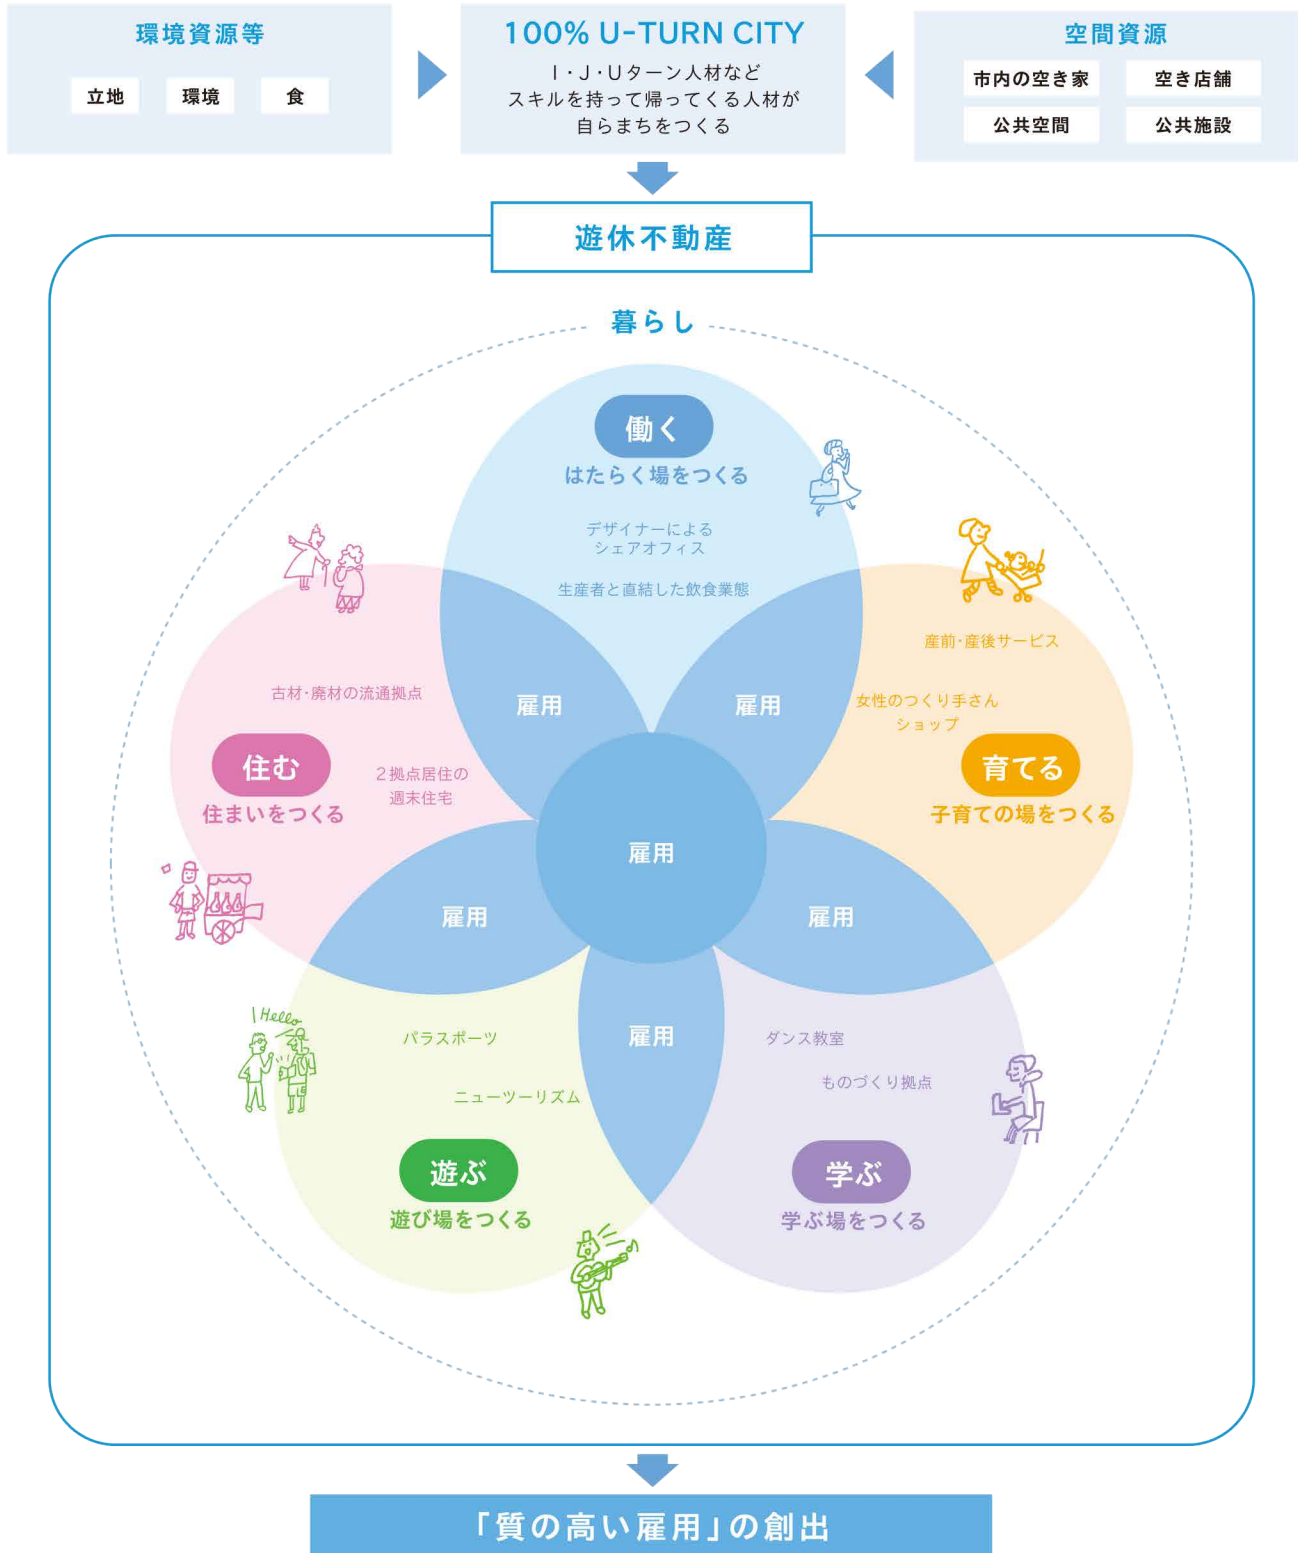 環境資源等
立地
環境
食
100% U-TURN CITY
I・J・Uターン人材など
スキルを持って帰ってくる人材が
自らまちをつくる
空間資源
市内の空き家
空き店舗
公共空間
公共施設
遊休不動産
暮らし
働く
はたらく場をつくる
デザイナーによる
シェアオフィス
生産者と直結した飲食業態
産前・産後サービス
女性のつくり手さん
ショップ
育てる
子育ての場をつくる
古材・廃材の流通拠点
住む
住まいをつくる
2拠点居住の
週末住宅
雇用
雇用
雇用
雇用
雇用
雇用
Hello
パラスポーツ
ニューツーリズム
遊ぶ
遊び場をつくる
ダンス教室
ものづくり拠点
学ぶ
学ぶ場をつくる
「質の高い雇用」の創出